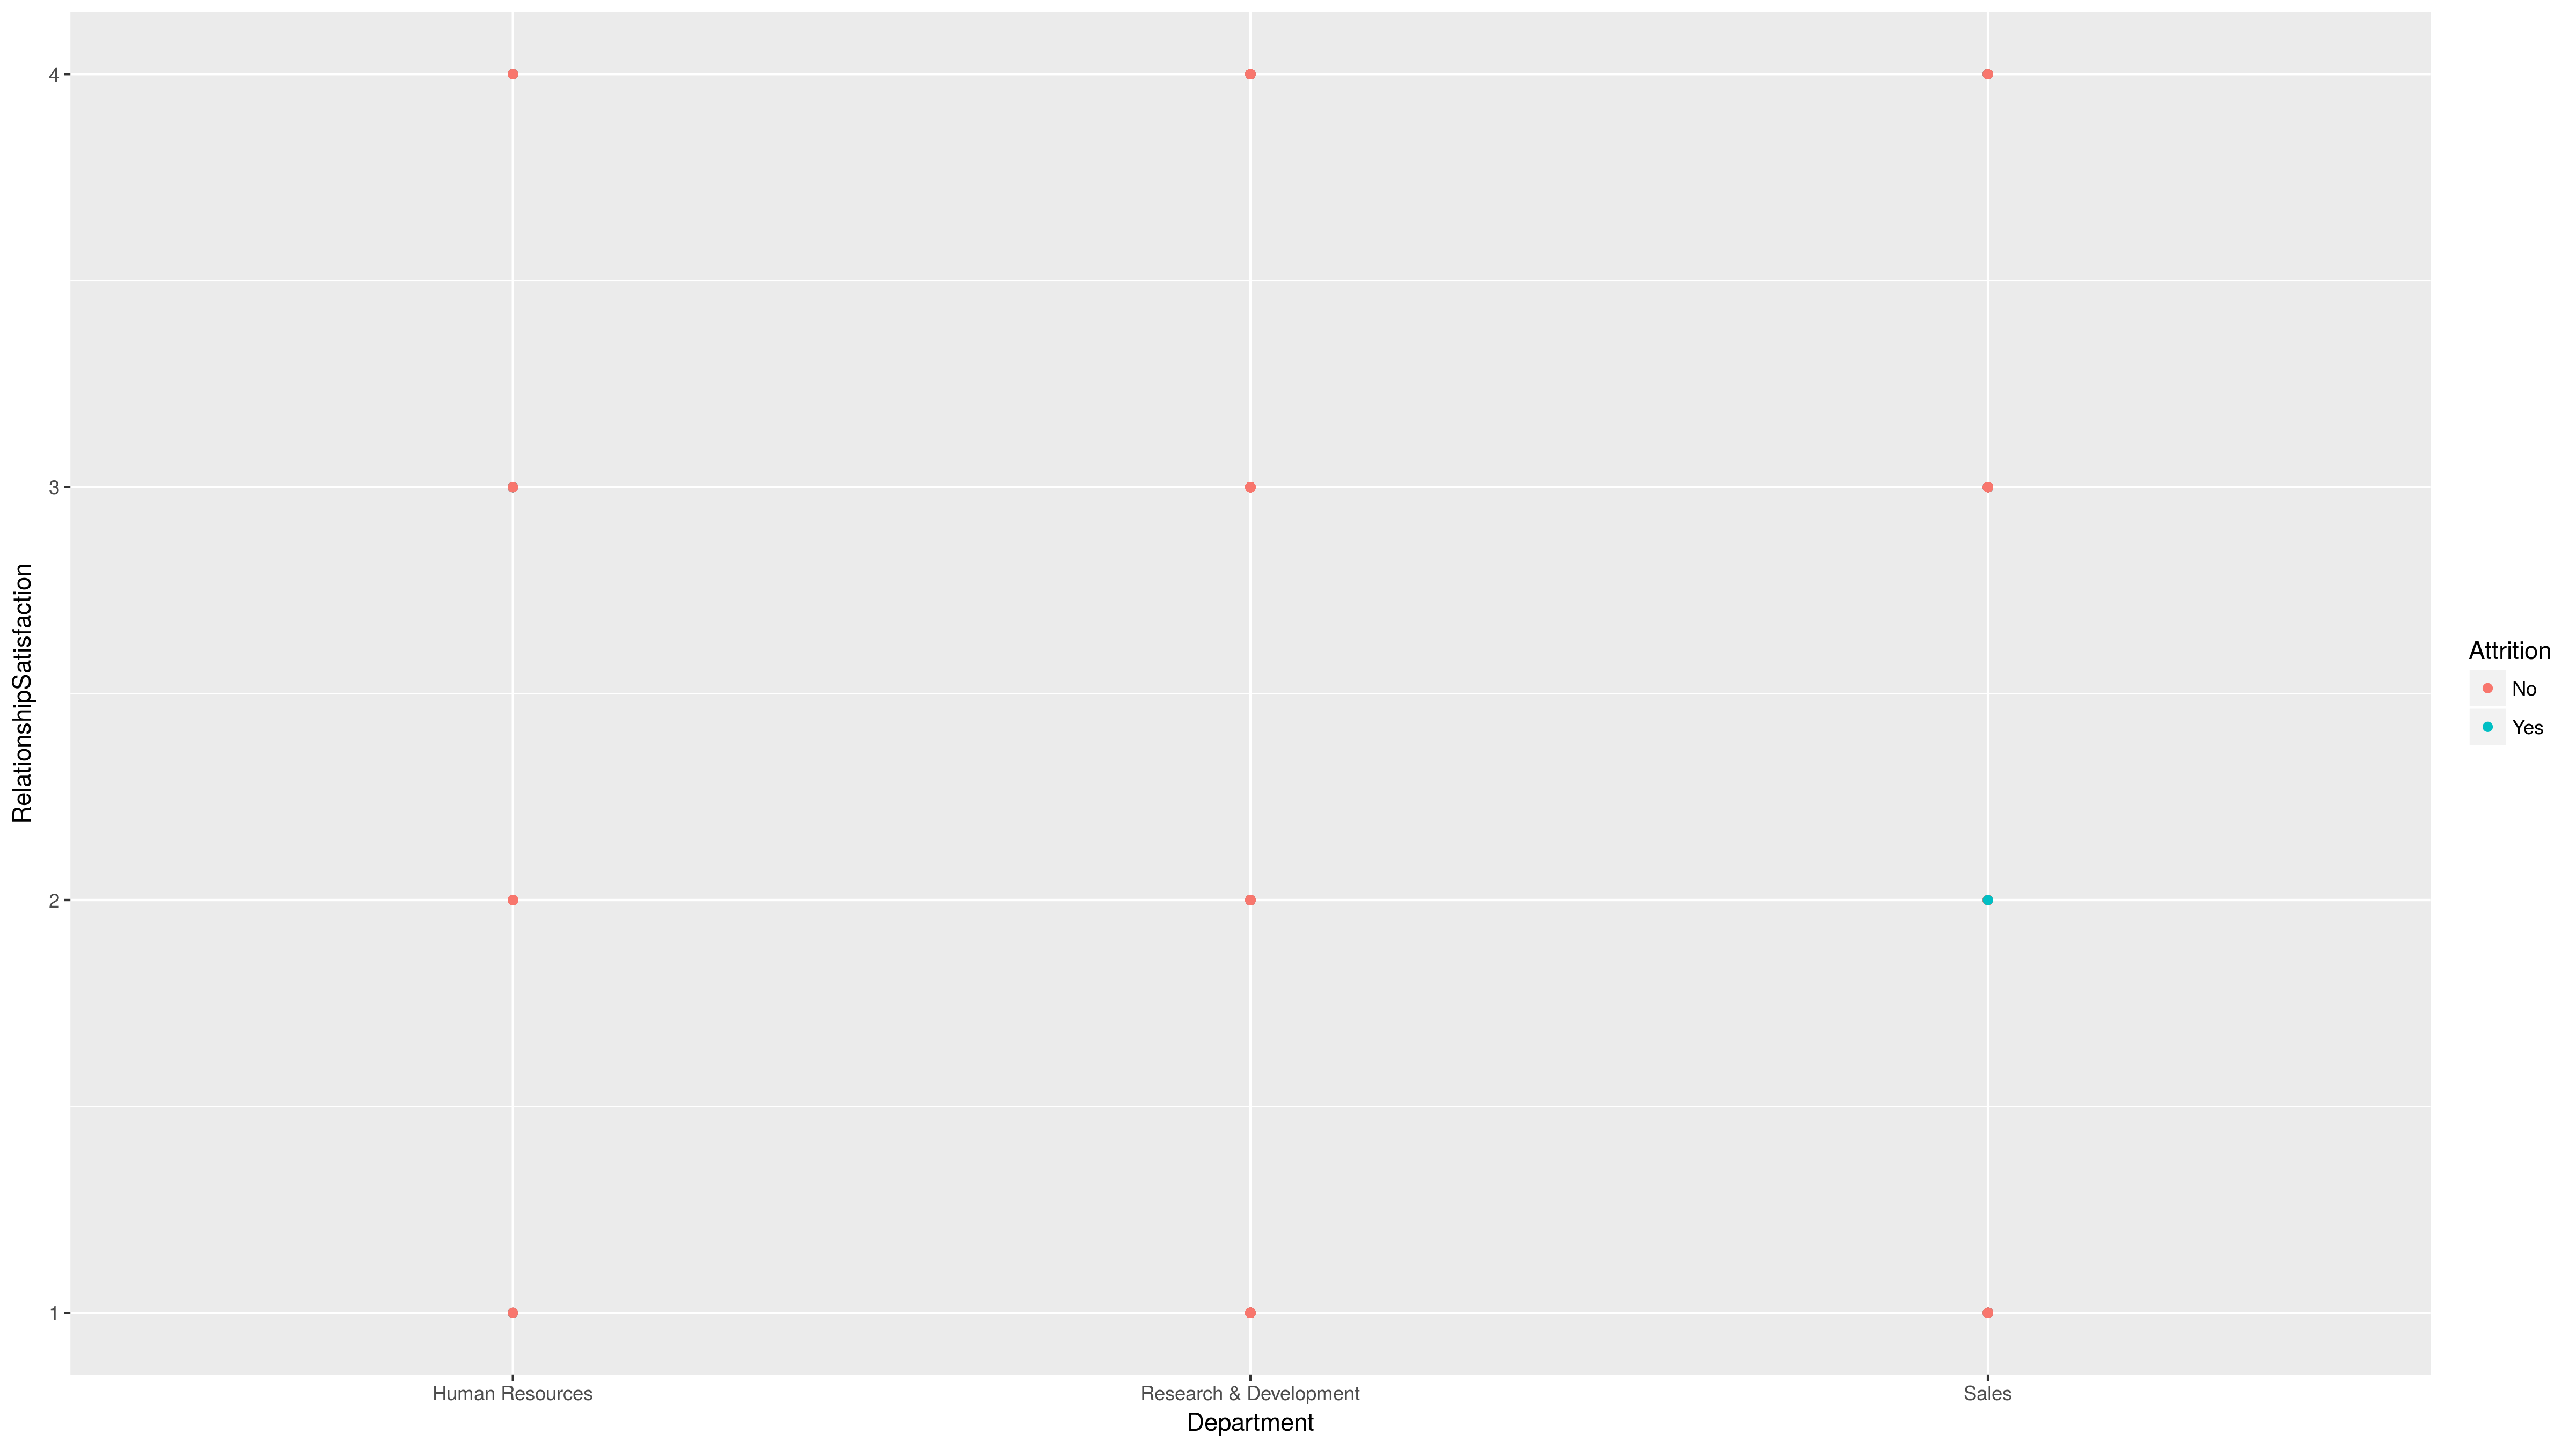 4
3
2
1
RelationshipSatisfaction
Human Resources
Research & Development
Sales
Department
Attrition
No
Yes